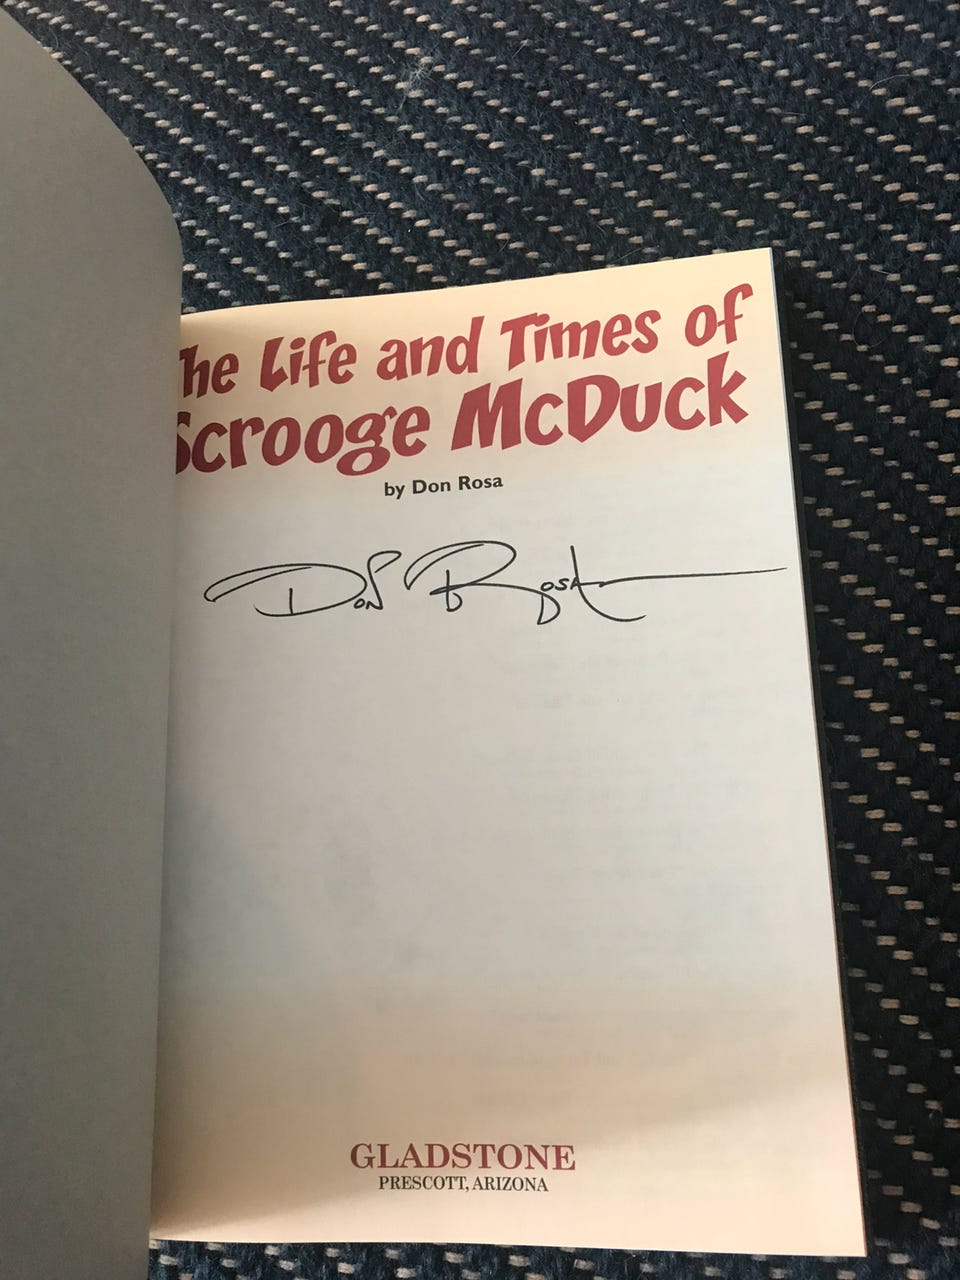 The Life and Times of
Scrooge McDuck
by Don Rosa
Don Rosa
GLADSTONE
PRESCOTT, ARIZONA